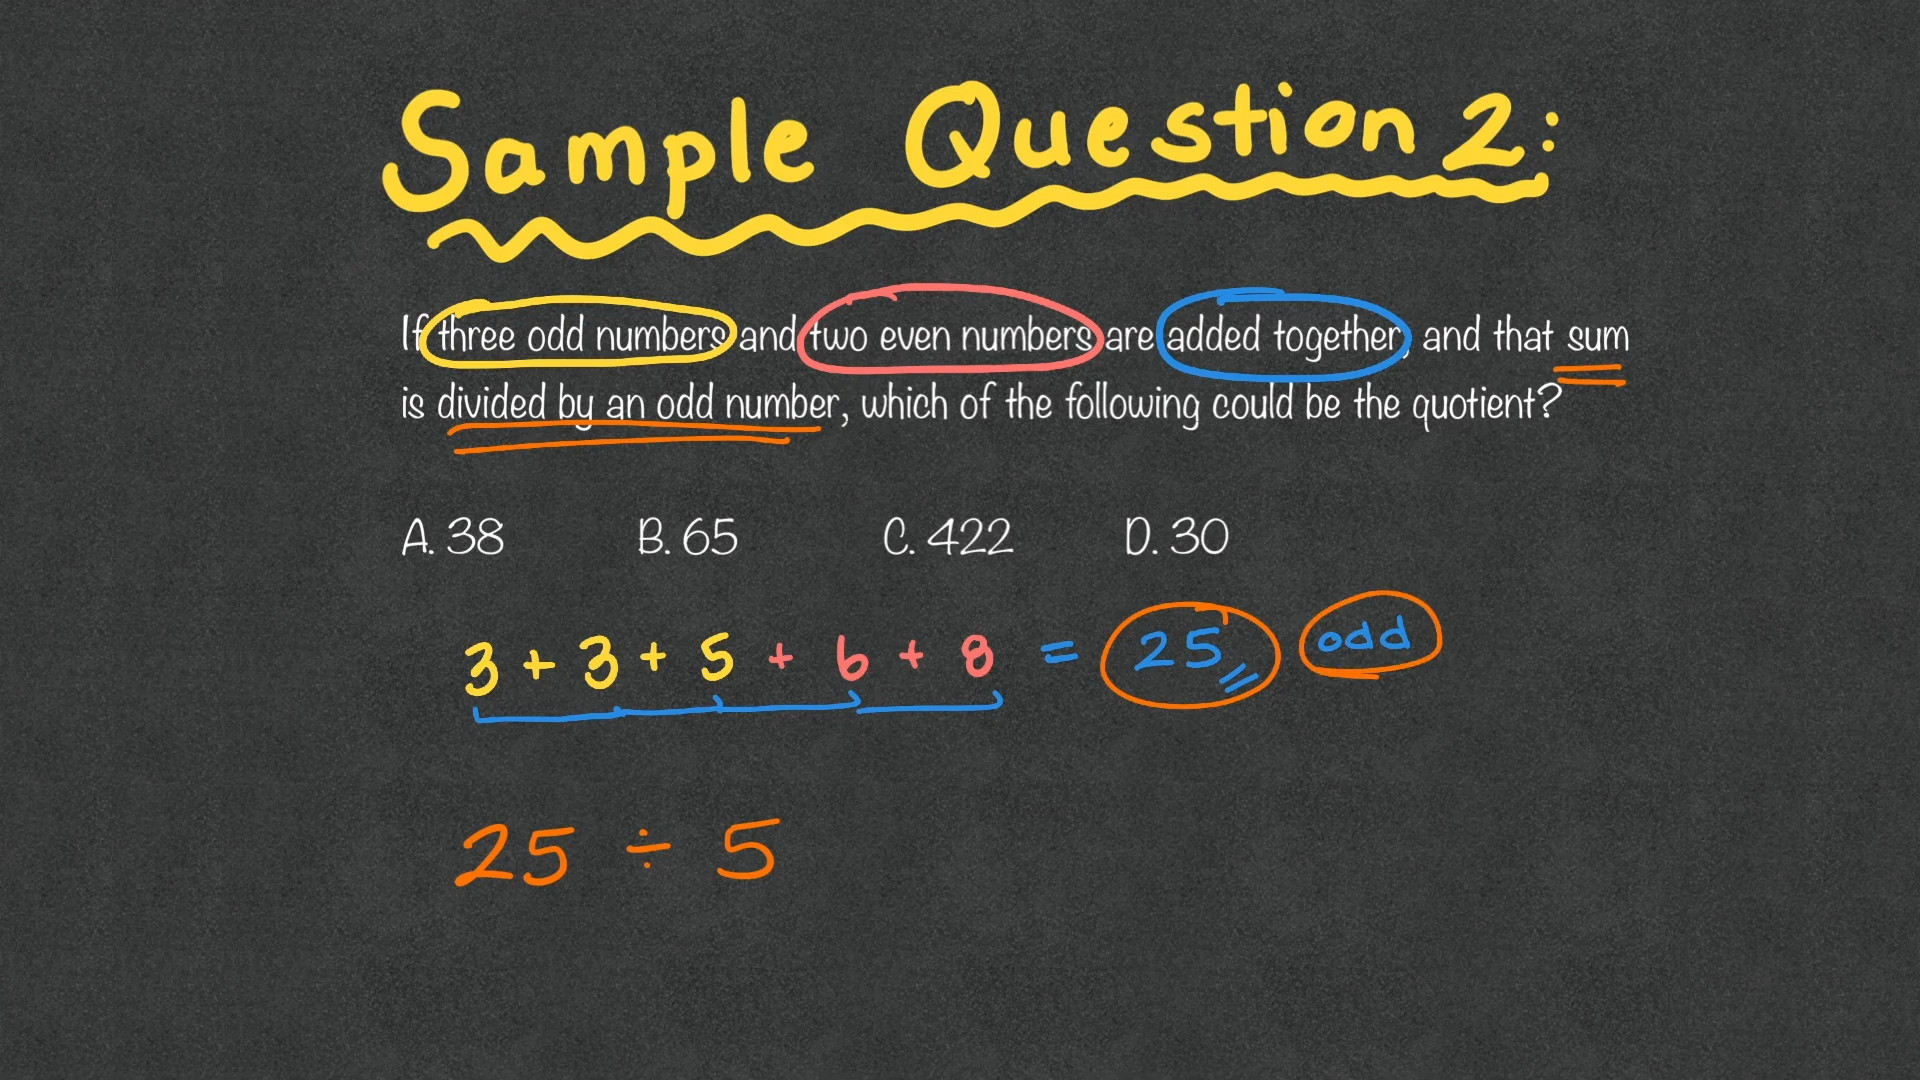 Sample Question 2:
If three odd numbers and two even numbers are added together, and that sum
is divided by an odd number, which of the following could be the quotient?
A. 38 B. 65 C. 422 D. 30
3 + 3 + 5 + 6 + 8 = 25 odd
25 ÷ 5